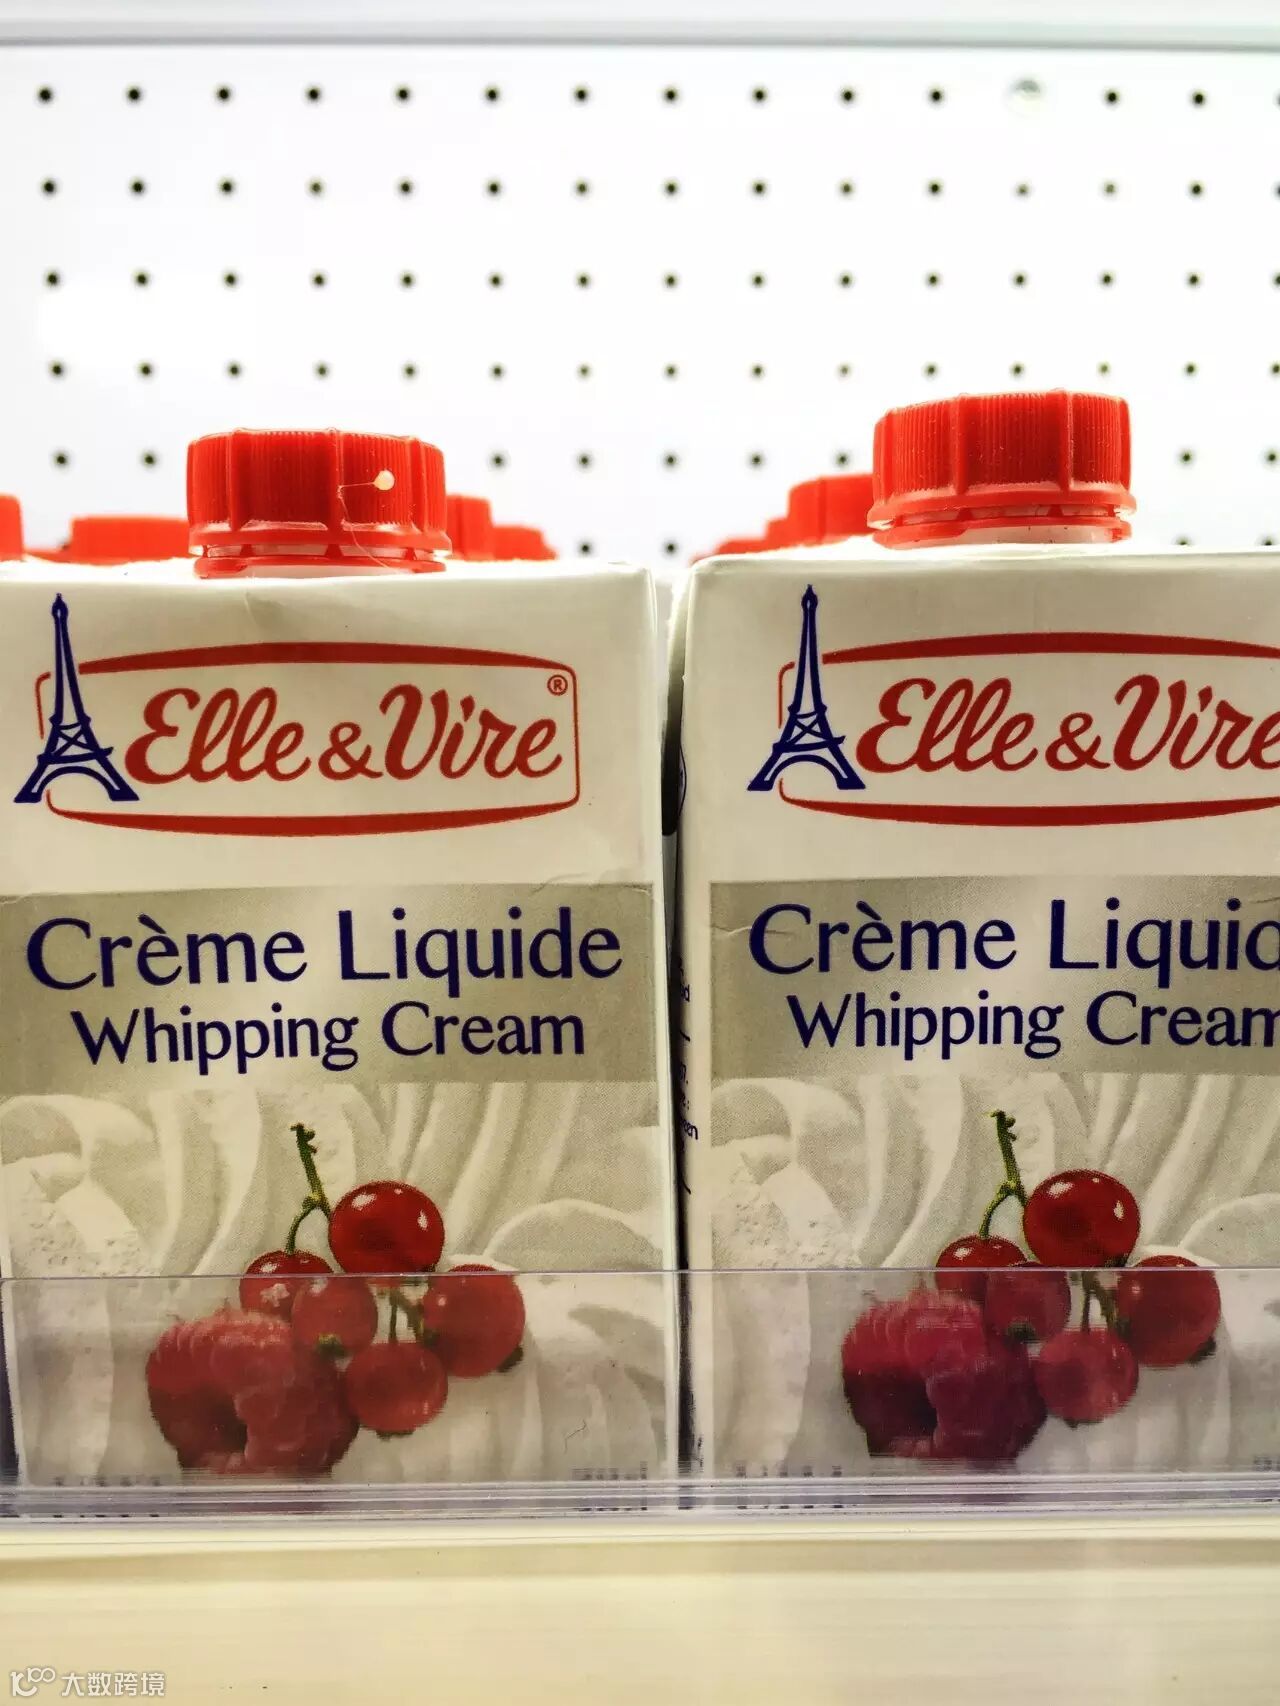 Elle & Vire®
Crème Liquide
Whipping Cream
Elle & Vire
Crème Liquid
Whipping Cream
大数跨境